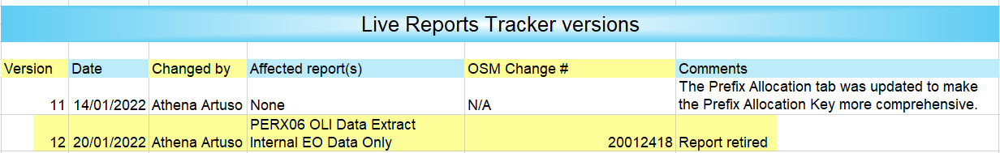 Live Reports Tracker versions
Version Date Changed by Affected report(s) OSM Change # Comments
The Prefix Allocation tab was updated to make
11 14/01/2022 Athena Artuso None N/A the Prefix Allocation Key more comprehensive.
PERX06 OLI Data Extract
12 20/01/2022 Athena Artuso Internal EO Data Only 20012418 Report retired